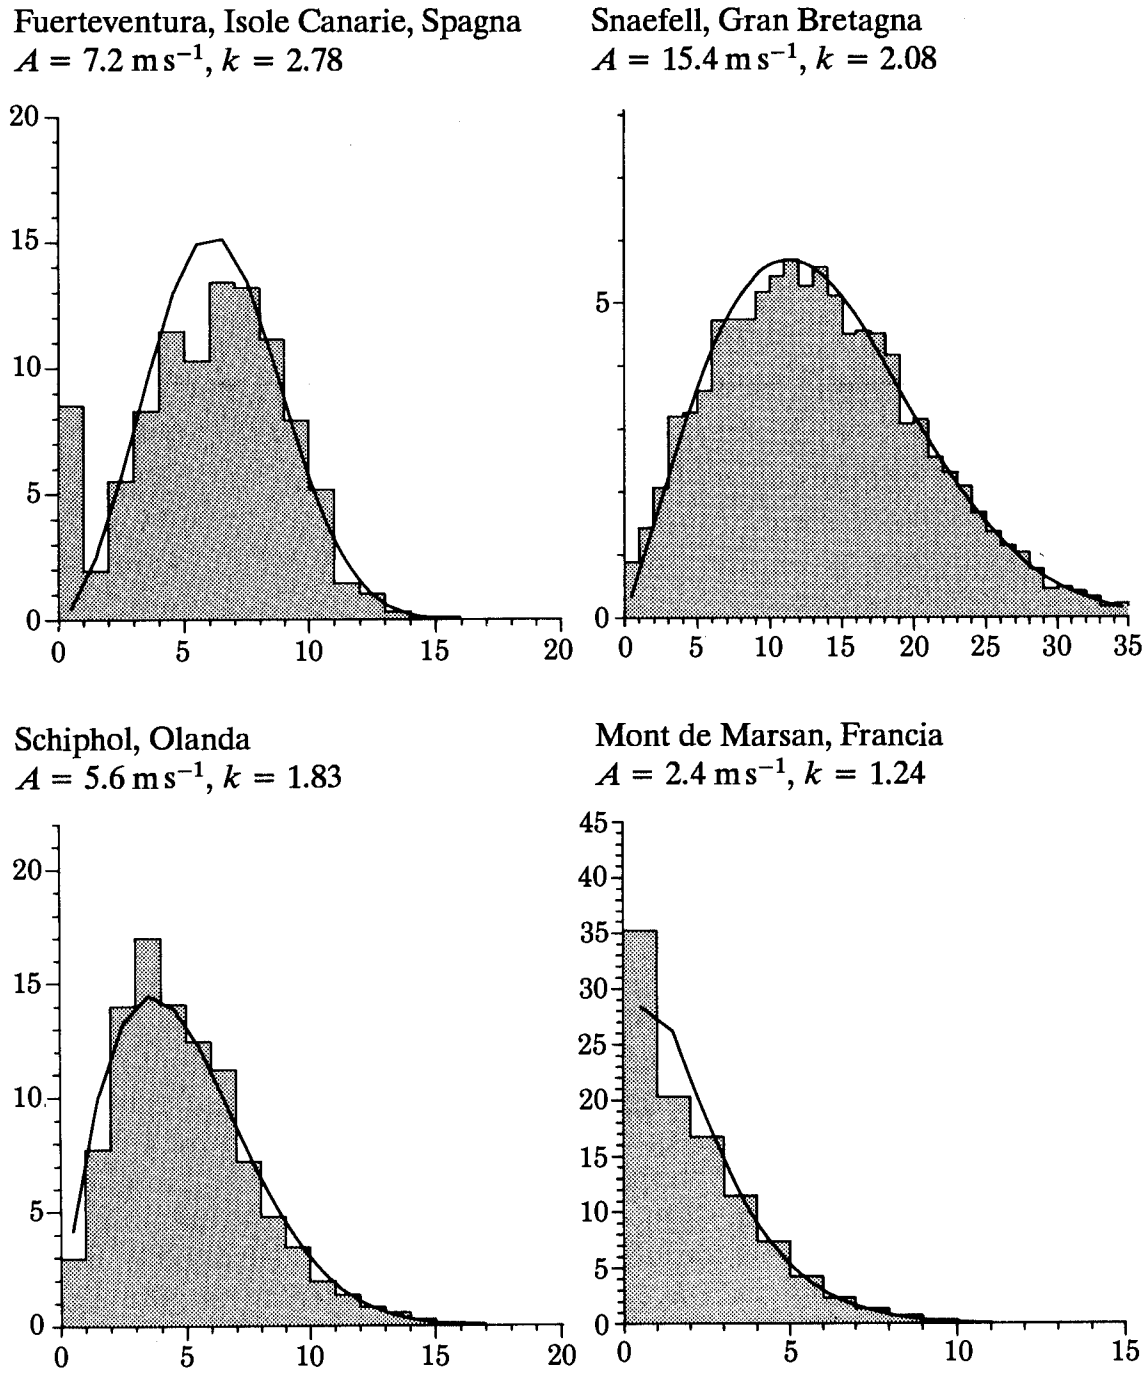 Fuerteventura, Isole Canarie, Spagna
A = 7.2 m s⁻¹, k = 2.78
20
15
10
5
0
0 5 10 15 20
Snaefell, Gran Bretagna
A = 15.4 m s⁻¹, k = 2.08
5
0
0 5 10 15 20 25 30 35
Schiphol, Olanda
A = 5.6 m s⁻¹, k = 1.83
20
15
10
5
0
0 5 10 15 20
Mont de Marsan, Francia
A = 2.4 m s⁻¹, k = 1.24
45
40
35
30
25
20
15
10
5
0
0 5 10 15